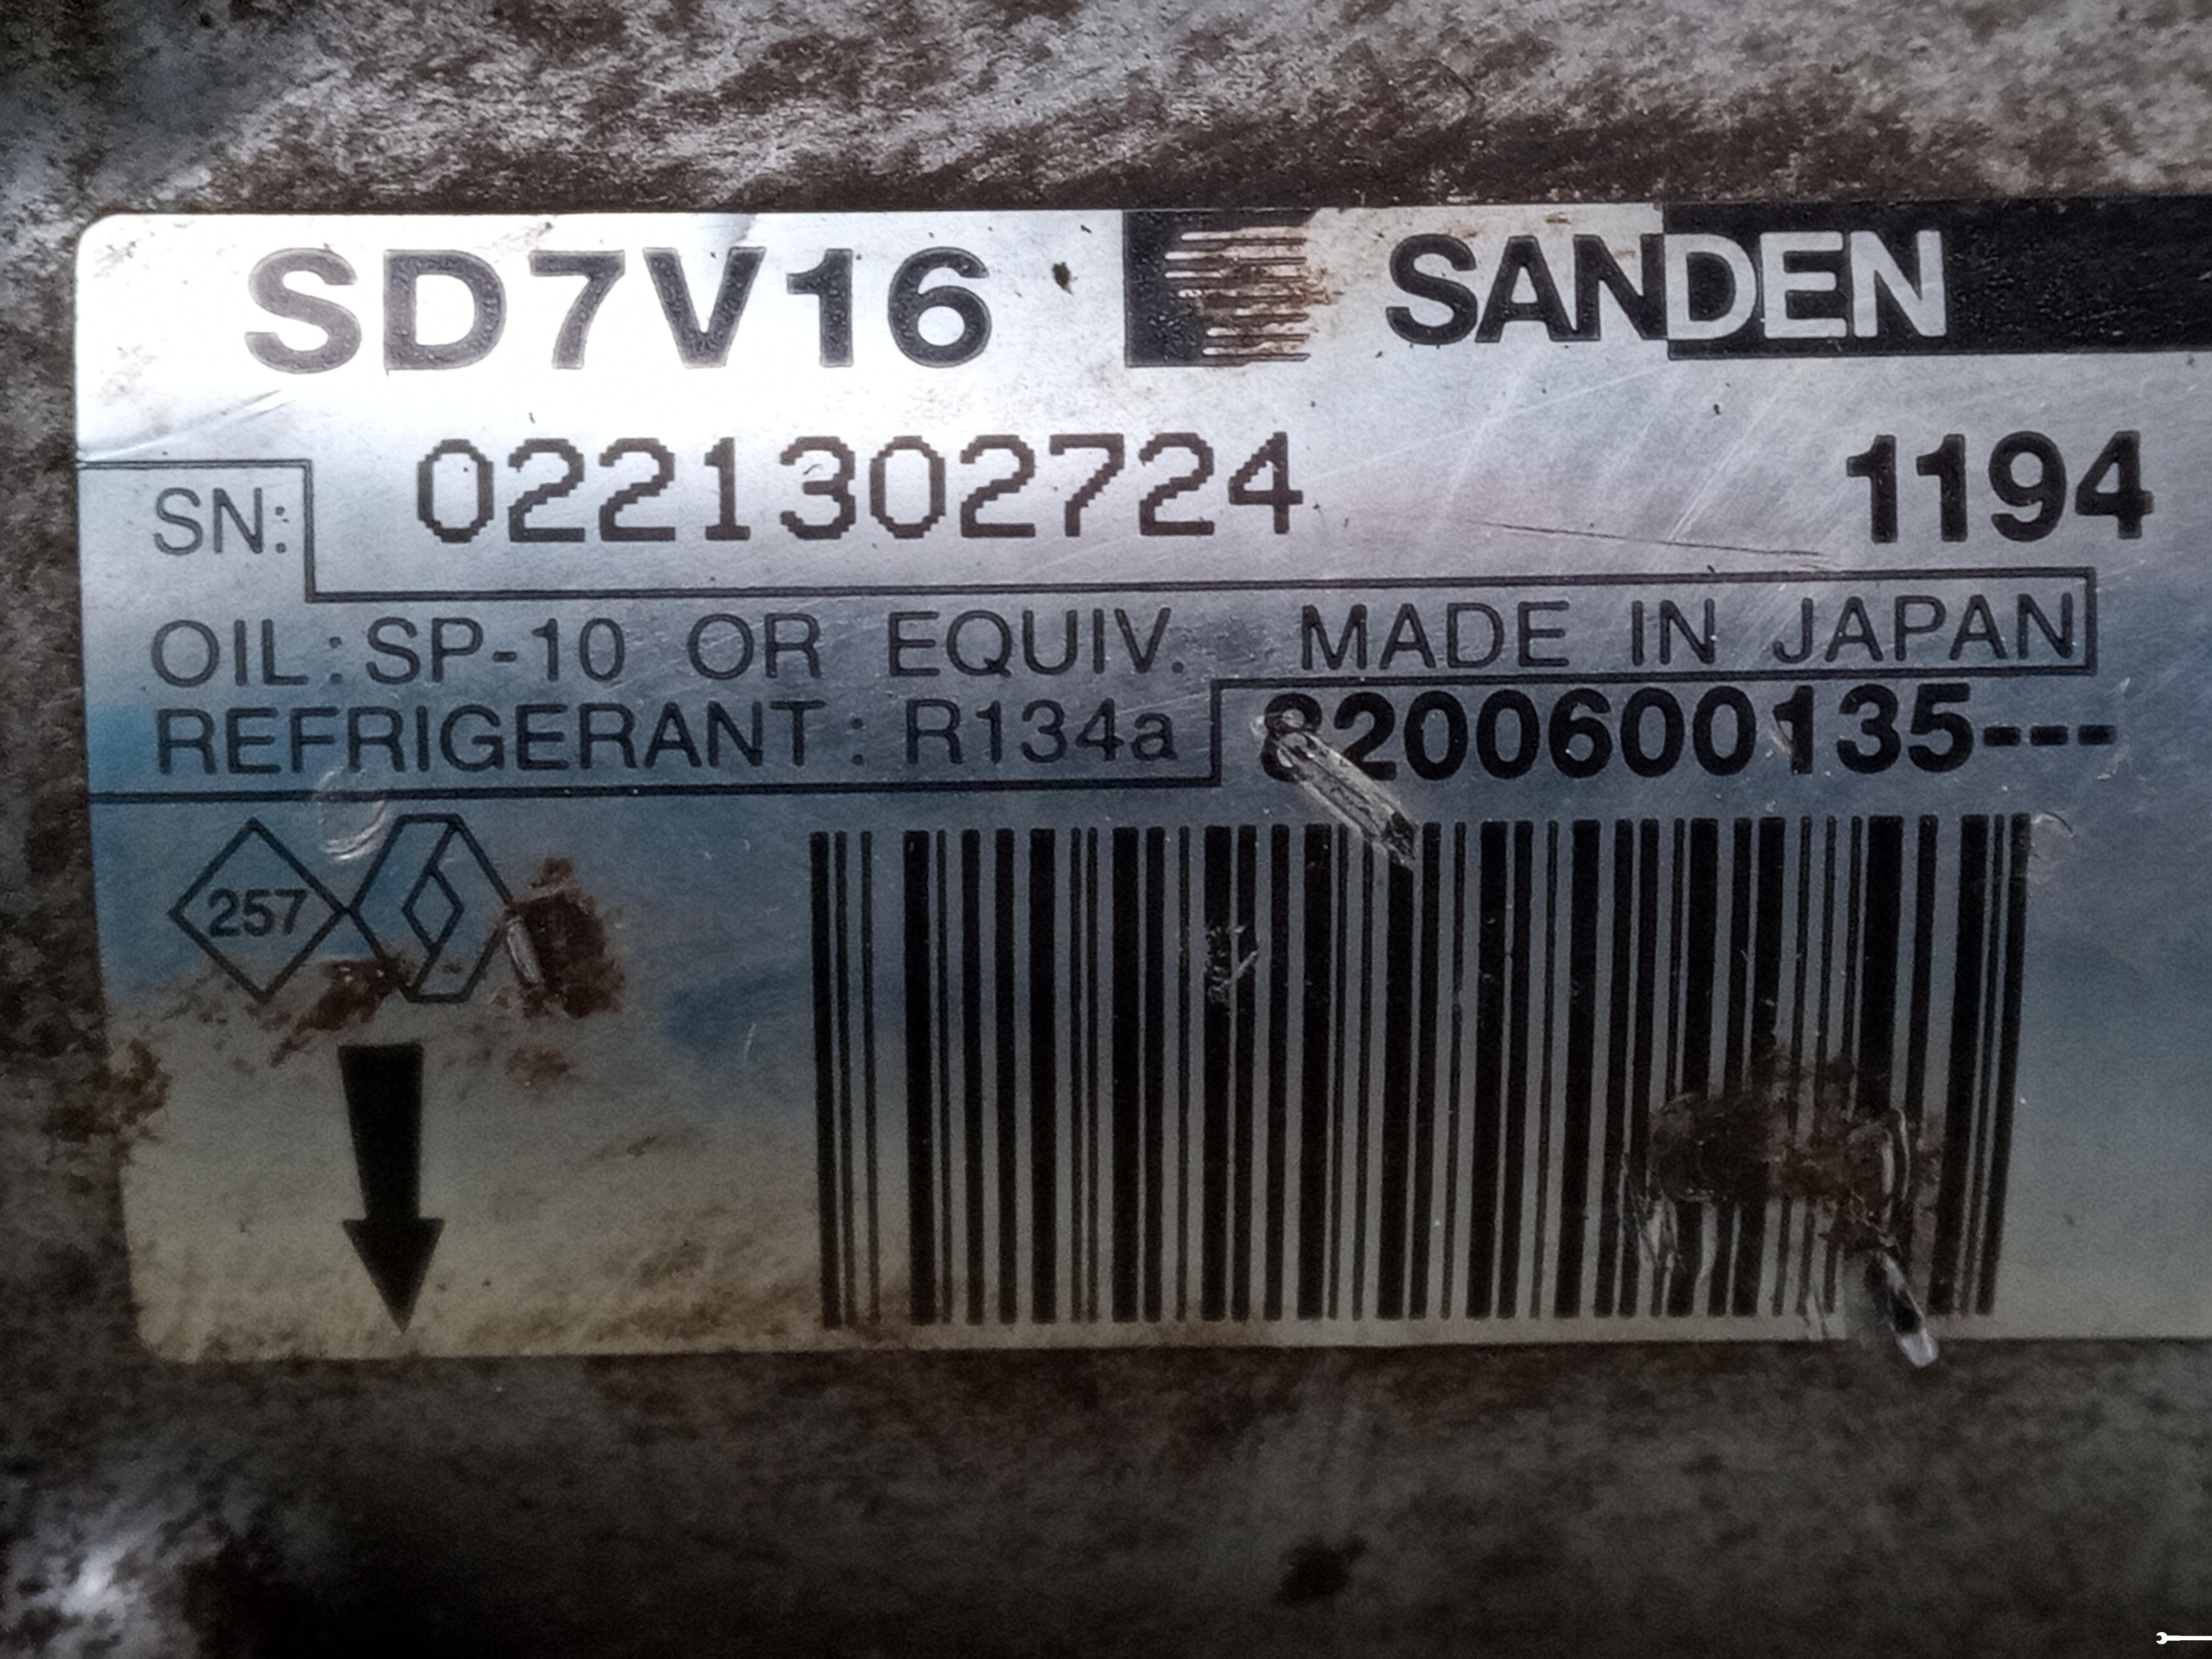 SD7V16 SANDEN
SN: 0221302724 1194
OIL: SP-10 OR EQUIV. MADE IN JAPAN
REFRIGERANT: R134a 8200600135---
257